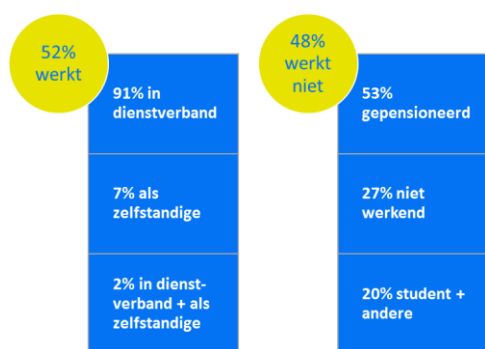 52%
werkt
91% in
dienstverband
7% als
zelfstandige
2% in dienst-
verband + als
zelfstandige
48%
werkt
niet
53%
gepensioneerd
27% niet
werkend
20% student +
andere